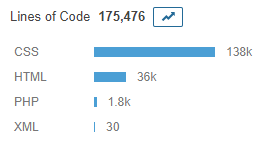 Lines of Code 175,476
CSS 138k
HTML 36k
PHP 1.8k
XML 30